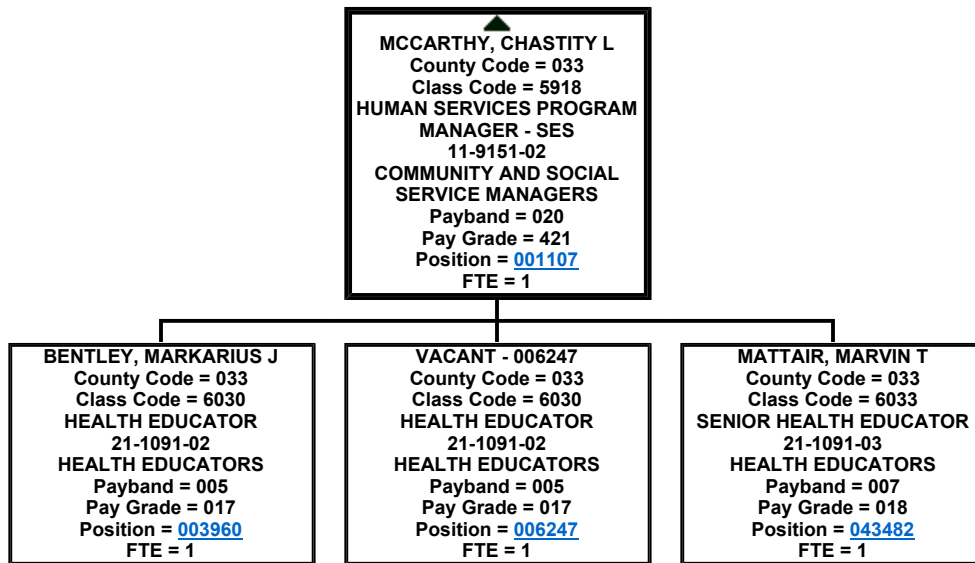 MCCARTHY, CHASTITY L
County Code = 033
Class Code = 5918
HUMAN SERVICES PROGRAM
MANAGER - SES
11-9151-02
COMMUNITY AND SOCIAL
SERVICE MANAGERS
Payband = 020
Pay Grade = 421
Position = 001107
FTE = 1
BENTLEY, MARKARIUS J
County Code = 033
Class Code = 6030
HEALTH EDUCATOR
21-1091-02
HEALTH EDUCATORS
Payband = 005
Pay Grade = 017
Position = 003960
FTE = 1
VACANT - 006247
County Code = 033
Class Code = 6030
HEALTH EDUCATOR
21-1091-02
HEALTH EDUCATORS
Payband = 005
Pay Grade = 017
Position = 006247
FTE = 1
MATTAIR, MARVIN T
County Code = 033
Class Code = 6033
SENIOR HEALTH EDUCATOR
21-1091-03
HEALTH EDUCATORS
Payband = 007
Pay Grade = 018
Position = 043482
FTE = 1